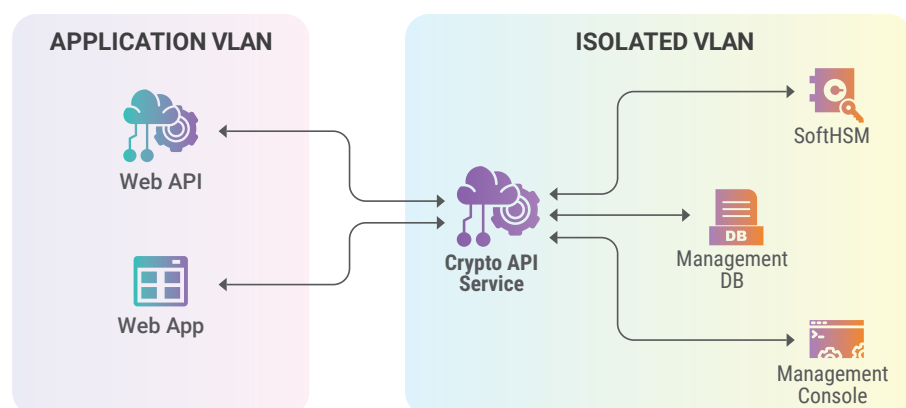 APPLICATION VLAN
Web API
Web App
ISOLATED VLAN
Crypto API
Service
SoftHSM
DB
Management
DB
>-
Management
Console